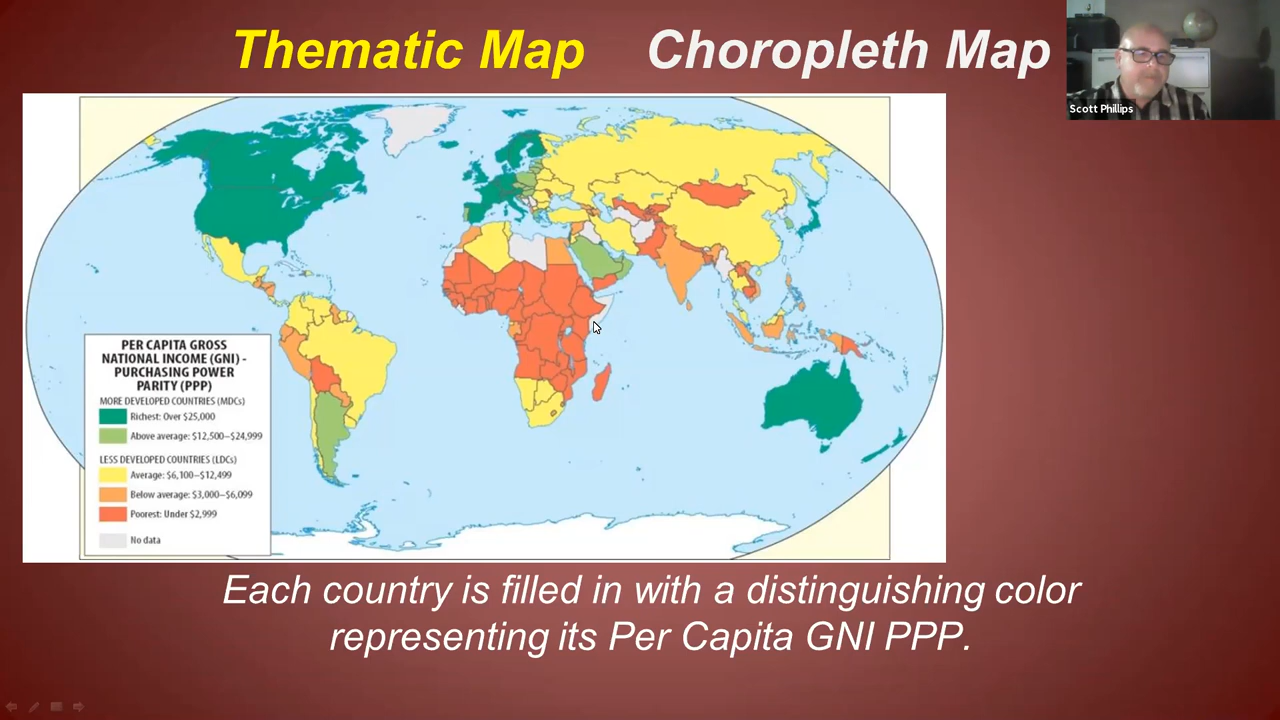 Thematic Map Choropleth Map
Scott Phillips
PER CAPITA GROSS
NATIONAL INCOME (GNI) -
PURCHASING POWER
PARITY (PPP)
MORE DEVELOPED COUNTRIES (MDCs)
Richest: Over $25,000
Above average: $12,500–$24,999
LESS DEVELOPED COUNTRIES (LDCs)
Average: $6,100–$12,499
Below average: $3,000–$6,099
Poorest: Under $2,999
No data
Each country is filled in with a distinguishing color
representing its Per Capita GNI PPP.